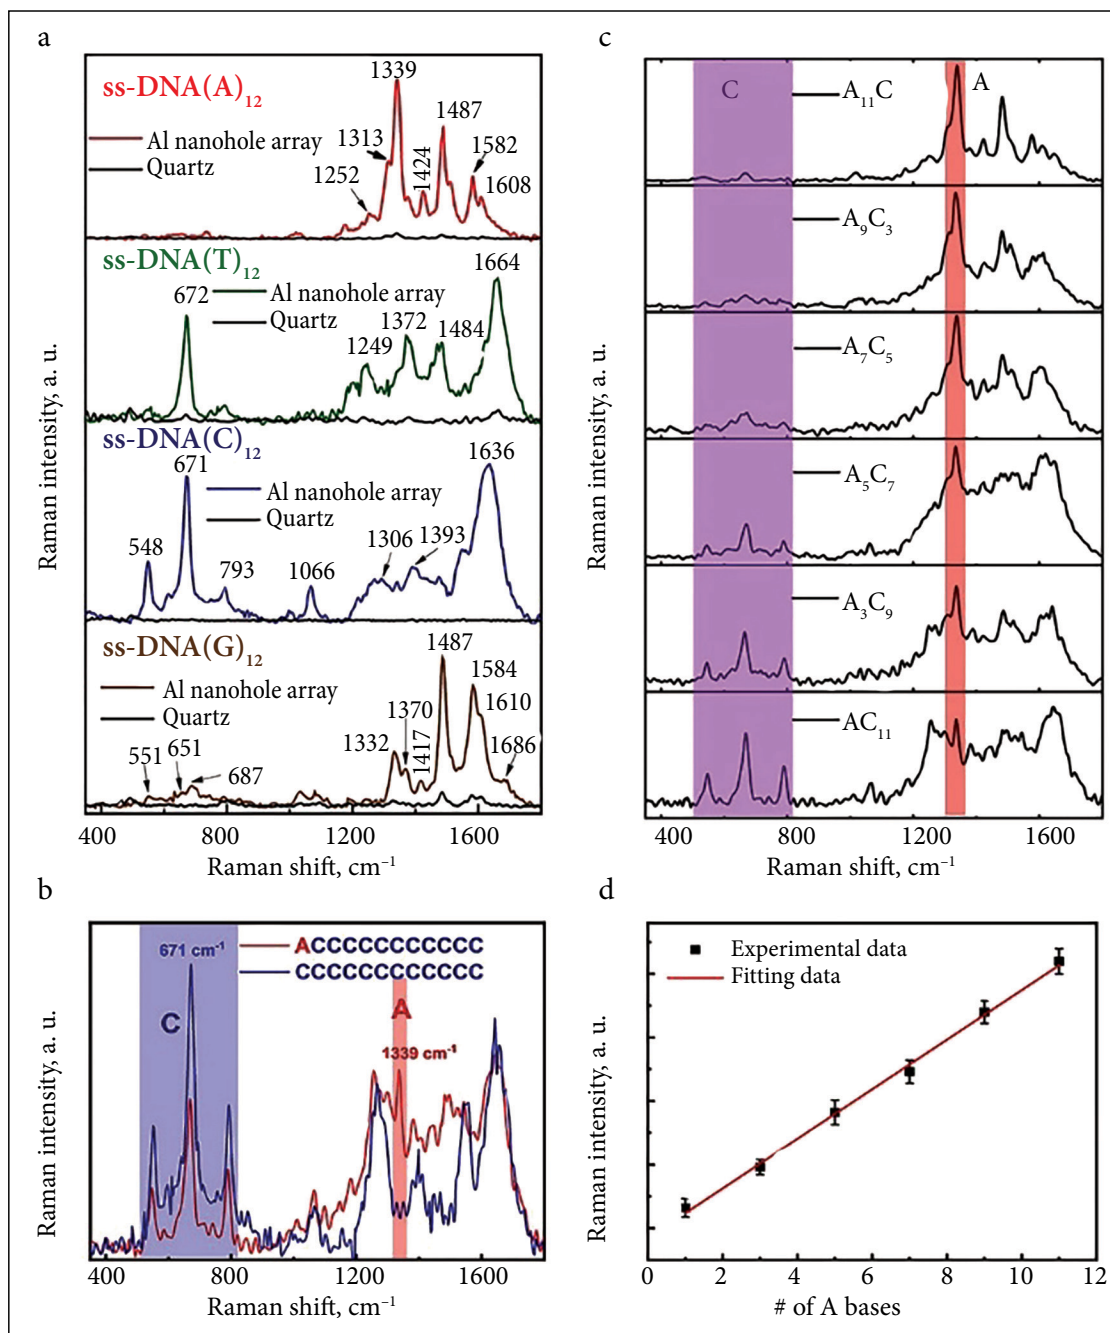 a
Raman intensity, a. u.
ss-DNA(A)12
Al nanohole array
Quartz
1252
1313
1339
1424
1487
1582
1608
ss-DNA(T)12
Al nanohole array
Quartz
672
1249
1372
1484
1664
ss-DNA(C)12
Al nanohole array
Quartz
548
671
793
1066
1306
1393
1636
ss-DNA(G)12
Al nanohole array
Quartz
551
651
687
1332
1370
1417
1487
1584
1610
1686
400 800 1200 1600
Raman shift, cm−1
c
Raman intensity, a. u.
C
A
A11C
A9C3
A7C5
A5C7
A3C9
AC11
400 800 1200 1600
Raman shift, cm−1
b
Raman intensity, a. u.
671 cm-1
ACCCCCCCCCCC
CCCCCCCCCCCC
C
A
1339 cm-1
400 800 1200 1600
Raman shift, cm−1
d
Raman intensity, a. u.
Experimental data
Fitting data
0 2 4 6 8 10 12
# of A bases